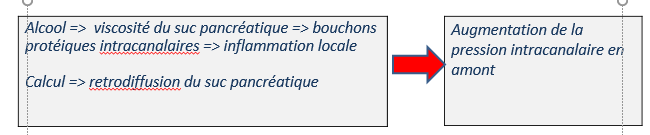 Alcool => viscosité du suc pancréatique => bouchons
protéiques intracanalaires => inflammation locale
Calcul => retrodiffusion du suc pancréatique
Augmentation de la
pression intracanalaire en
amont